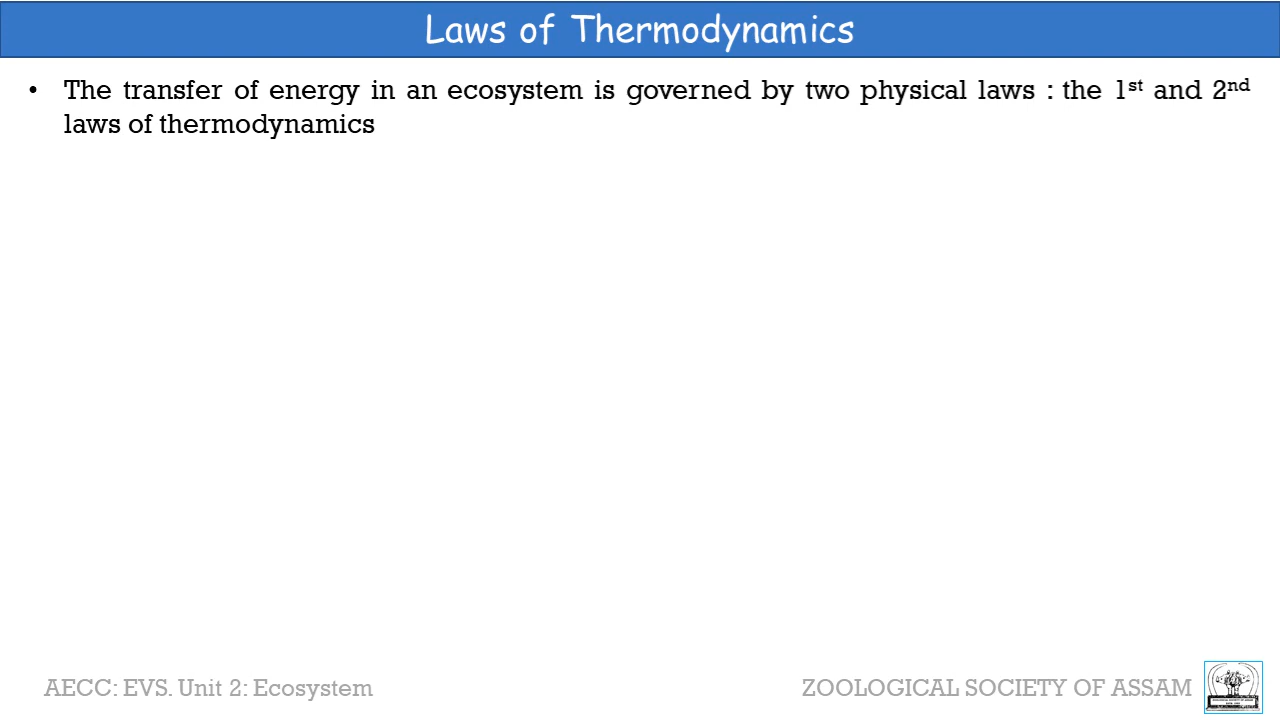 Laws of Thermodynamics
• The transfer of energy in an ecosystem is governed by two physical laws : the 1st and 2nd
laws of thermodynamics
AECC: EVS. Unit 2: Ecosystem
ZOOLOGICAL SOCIETY OF ASSAM